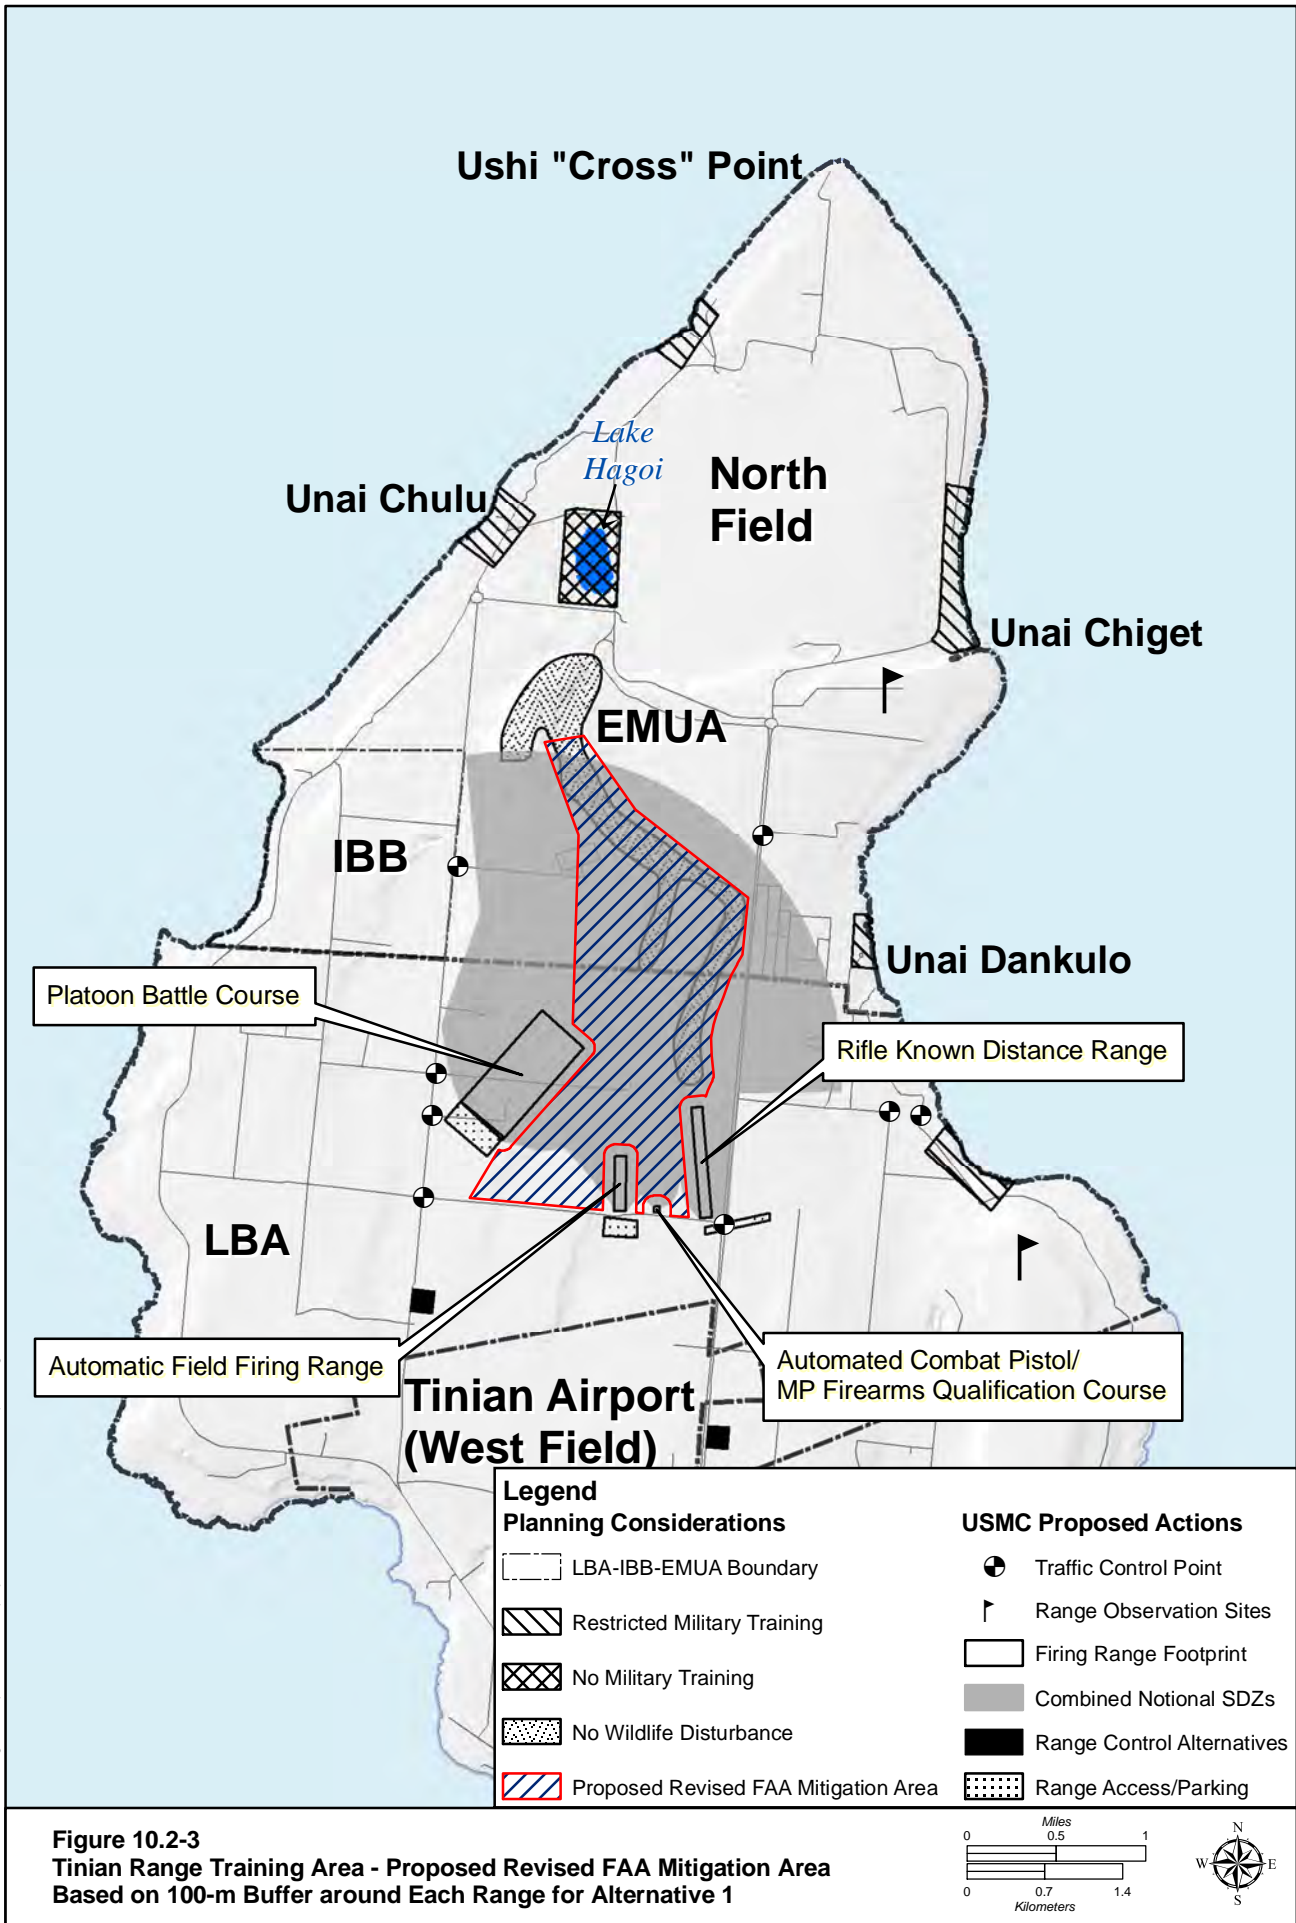 Ushi "Cross" Point
Lake
Hagoi
North
Field
Unai Chulu
Unai Chiget
EMUA
IBB
Unai Dankulo
Platoon Battle Course
Rifle Known Distance Range
LBA
Automatic Field Firing Range
Automated Combat Pistol/
MP Firearms Qualification Course
Tinian Airport
(West Field)
Legend
Planning Considerations
LBA-IBB-EMUA Boundary
Restricted Military Training
No Military Training
No Wildlife Disturbance
Proposed Revised FAA Mitigation Area
USMC Proposed Actions
Traffic Control Point
Range Observation Sites
Firing Range Footprint
Combined Notional SDZs
Range Control Alternatives
Range Access/Parking
Figure 10.2-3
Tinian Range Training Area - Proposed Revised FAA Mitigation Area
Based on 100-m Buffer around Each Range for Alternative 1
Miles
0 0.5 1
0 0.7 1.4
Kilometers
N
W E
S